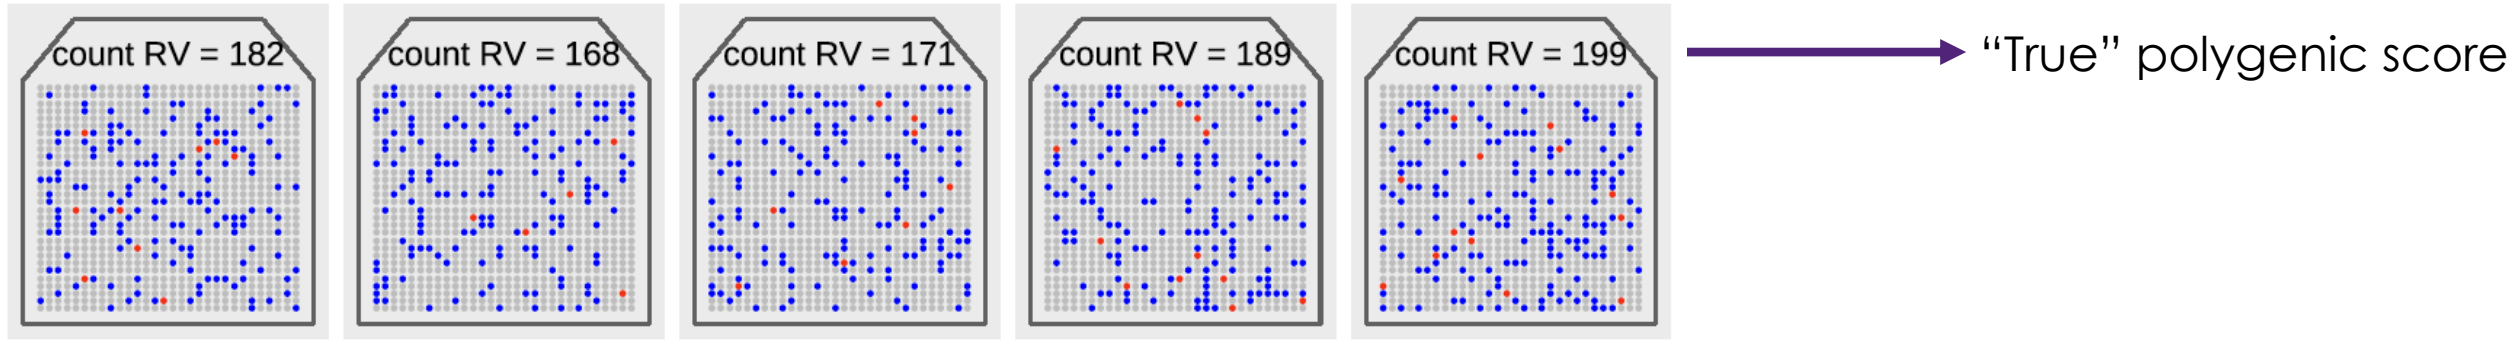 count RV = 182
count RV = 168
count RV = 171
count RV = 189
count RV = 199
“True” polygenic score